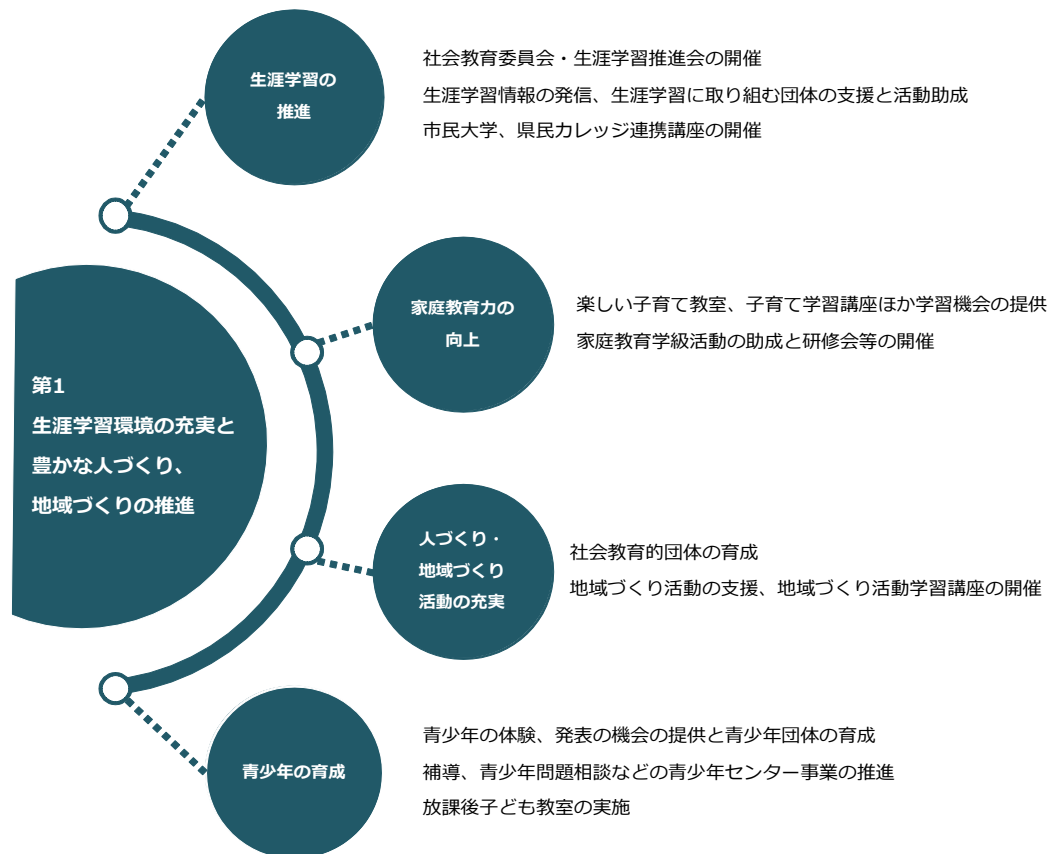 第1
生涯学習環境の充実と
豊かな人づくり、
地域づくりの推進
生涯学習の
推進
社会教育委員会・生涯学習推進会の開催
生涯学習情報の発信、生涯学習に取り組む団体の支援と活動助成
市民大学、県民カレッジ連携講座の開催
家庭教育力の
向上
楽しい子育て教室、子育て学習講座ほか学習機会の提供
家庭教育学級活動の助成と研修会等の開催
人づくり・
地域づくり
活動の充実
社会教育的団体の育成
地域づくり活動の支援、地域づくり活動学習講座の開催
青少年の育成
青少年の体験、発表の機会の提供と青少年団体の育成
補導、青少年問題相談などの青少年センター事業の推進
放課後子ども教室の実施